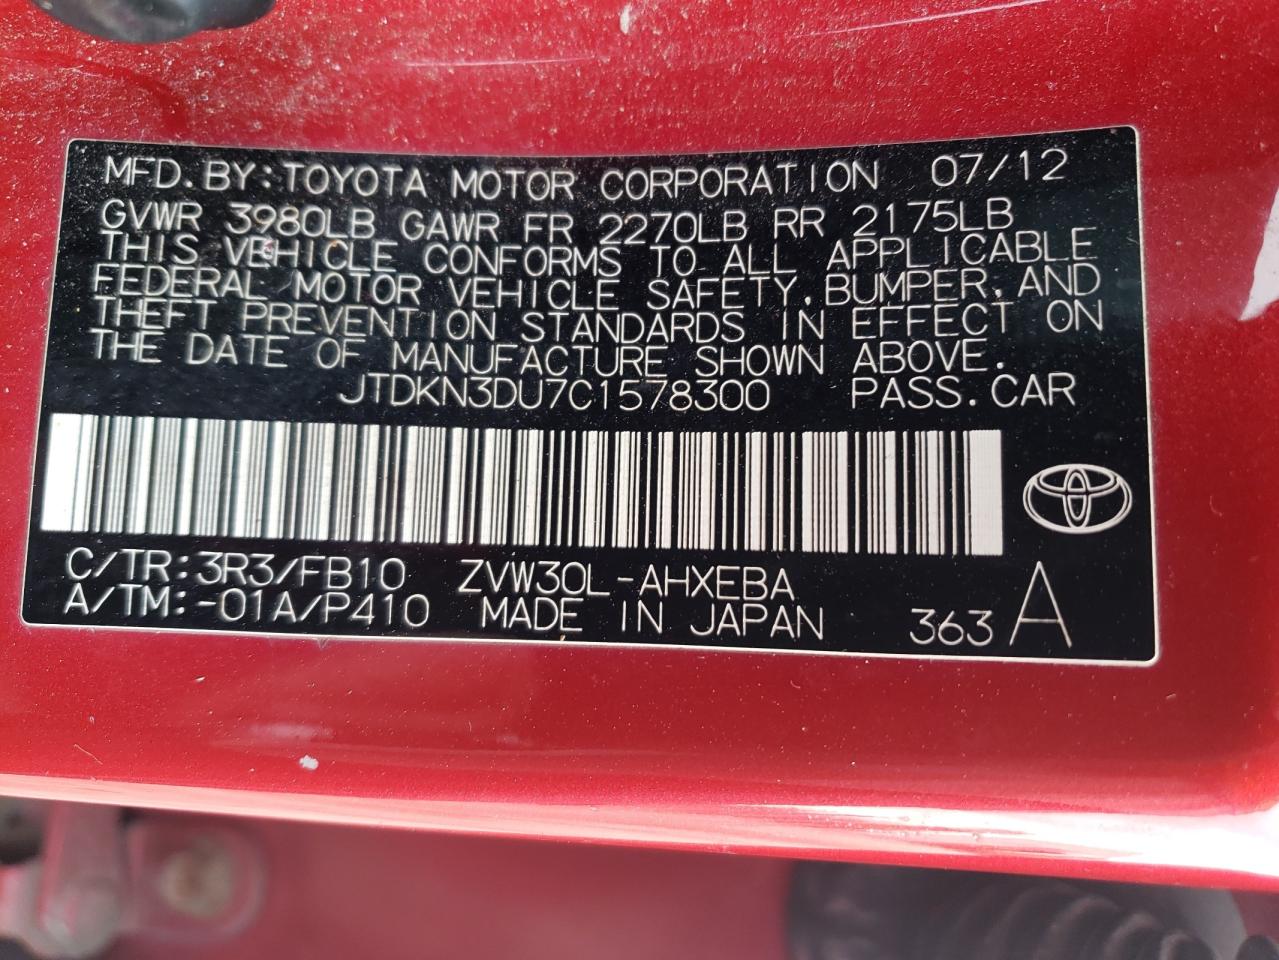 MFD. BY: TOYOTA MOTOR CORPORATION 07/12
GVWR 3980LB GAWR FR 2270LB RR 2175LB
THIS VEHICLE CONFORMS TO ALL APPLICABLE
FEDERAL MOTOR VEHICLE SAFETY, BUMPER, AND
THEFT PREVENTION STANDARDS IN EFFECT ON
THE DATE OF MANUFACTURE SHOWN ABOVE.
JTDKN3DU7C1578300 PASS. CAR
C/TR: 3R3/FB10 ZVW30L-AHXEBA
A/TM: -01A/P410 MADE IN JAPAN 363 A